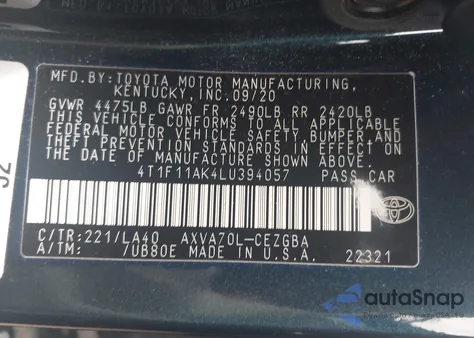 MFD.BY:TOYOTA MOTOR MANUFACTURING,
KENTUCKY, INC.09/20
GVWR 4475LB GAWR FR 2490LB RR 2420LB
THIS VEHICLE CONFORMS TO ALL APPLICABLE
FEDERAL MOTOR VEHICLE SAFETY, BUMPER, AND
THEFT PREVENTION STANDARDS IN EFFECT ON
THE DATE OF MANUFACTURE SHOWN ABOVE.
4T1F11AK4LU394057 PASS.CAR
C/TR:221/LA40 AXVA70L-CEZGBA
A/TM: 7UB80E MADE IN U.S.A. 22321
TOYOTA
autoSnap